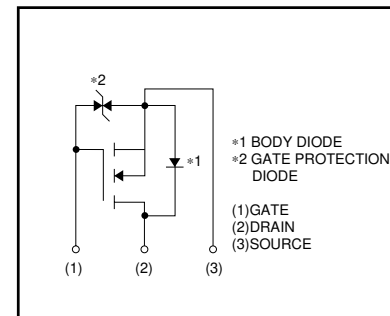 *2
*1
*1 BODY DIODE
*2 GATE PROTECTION
DIODE
(1)GATE
(2)DRAIN
(3)SOURCE
(1) (2) (3)